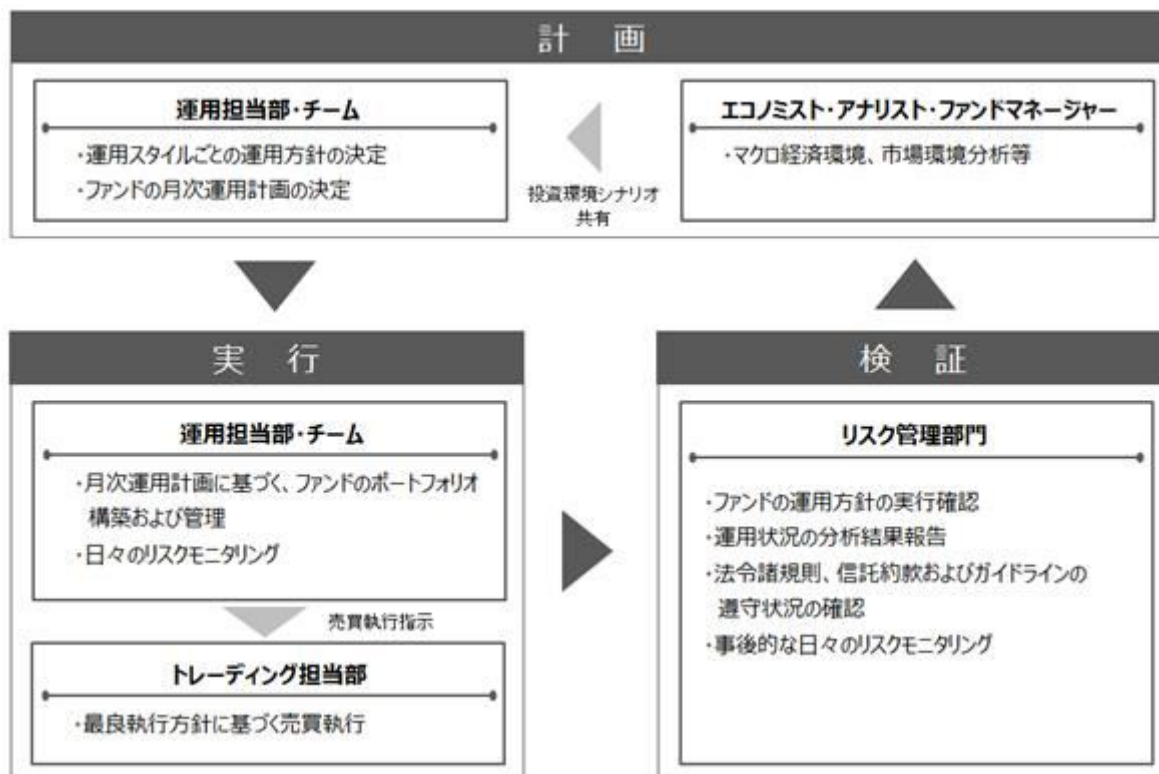 計 画
運用担当部・チーム
・運用スタイルごとの運用方針の決定
・ファンドの月次運用計画の決定
投資環境シナリオ
共有
エコノミスト・アナリスト・ファンドマネージャー
・マクロ経済環境、市場環境分析等
実 行
運用担当部・チーム
・月次運用計画に基づく、ファンドのポートフォリオ
構築および管理
・日々のリスクモニタリング
売買執行指示
トレーディング担当部
・最良執行方針に基づく売買執行
検 証
リスク管理部門
・ファンドの運用方針の実行確認
・運用状況の分析結果報告
・法令諸規則、信託約款およびガイドラインの
遵守状況の確認
・事後的な日々のリスクモニタリング